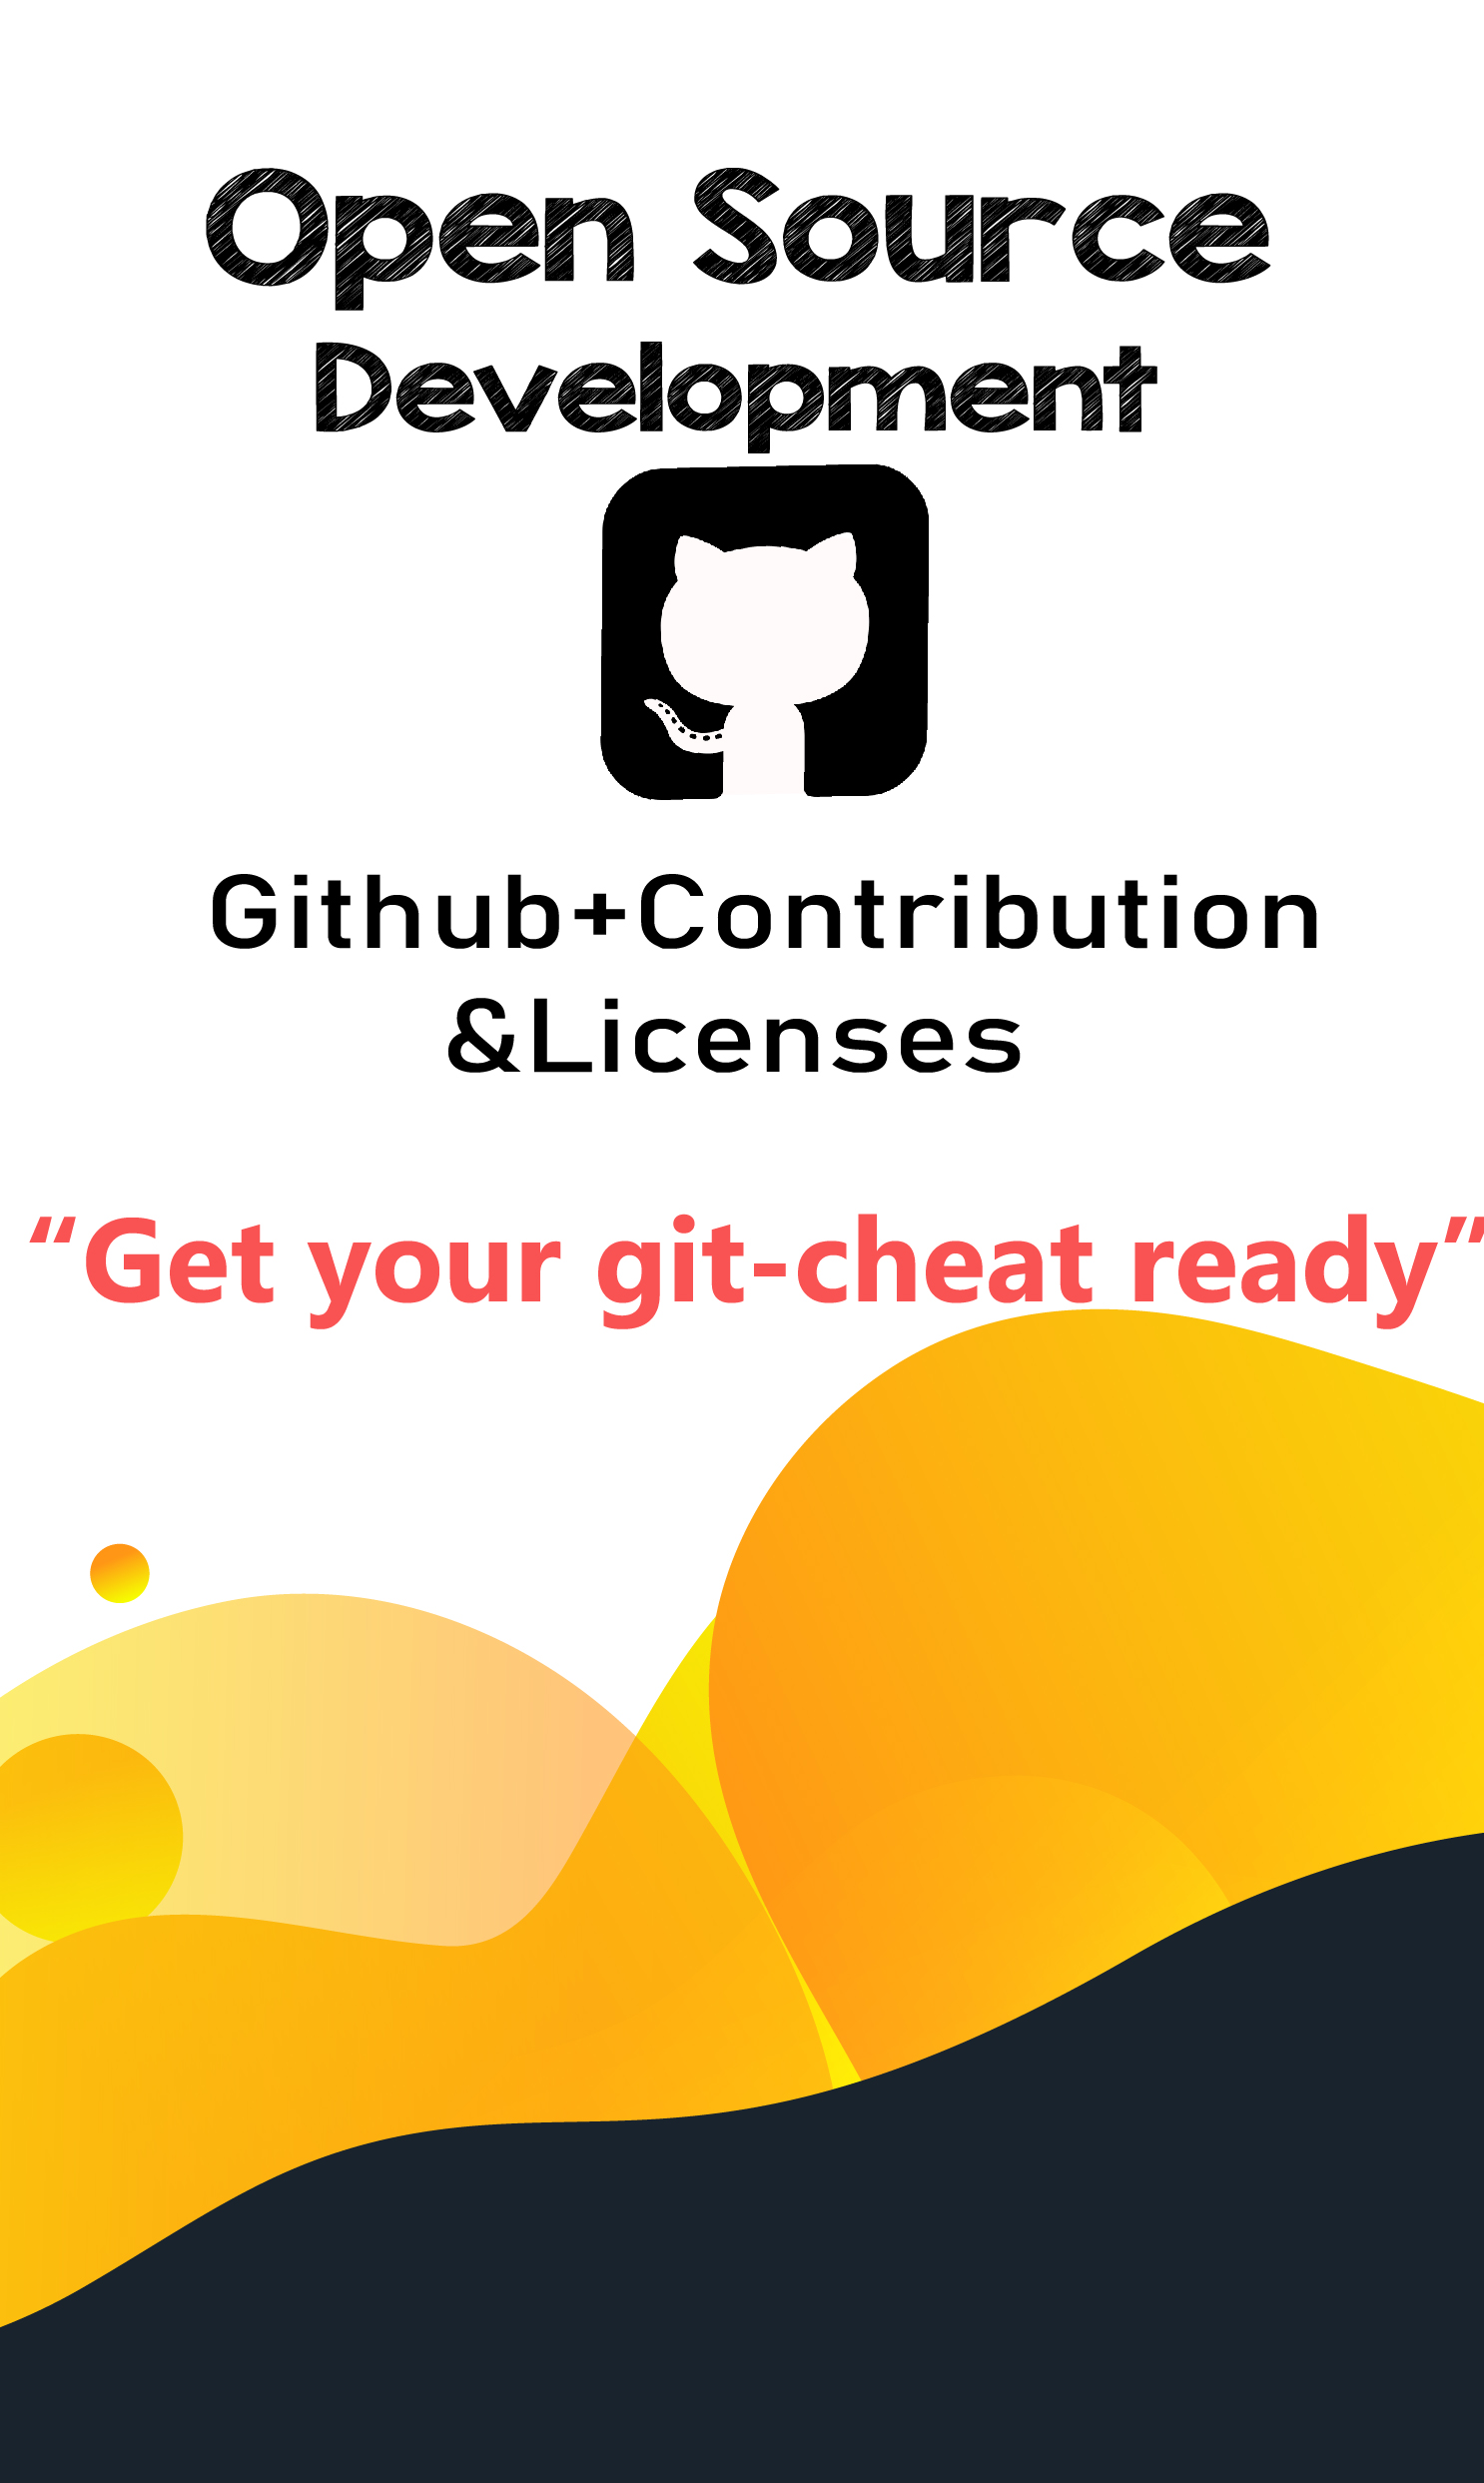 Open Source
Development
Github+Contribution
&Licenses
“Get your git-cheat ready“